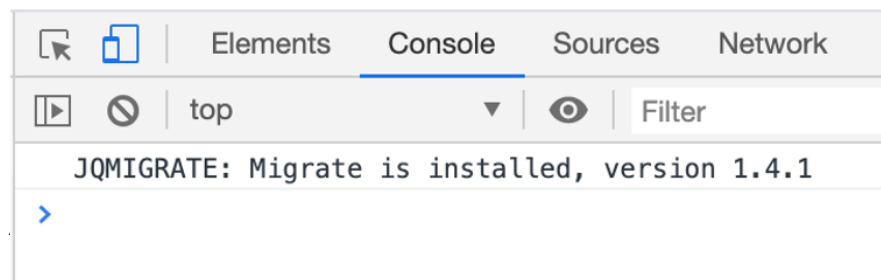 Elements Console Sources Network
top Filter
JQMIGRATE: Migrate is installed, version 1.4.1